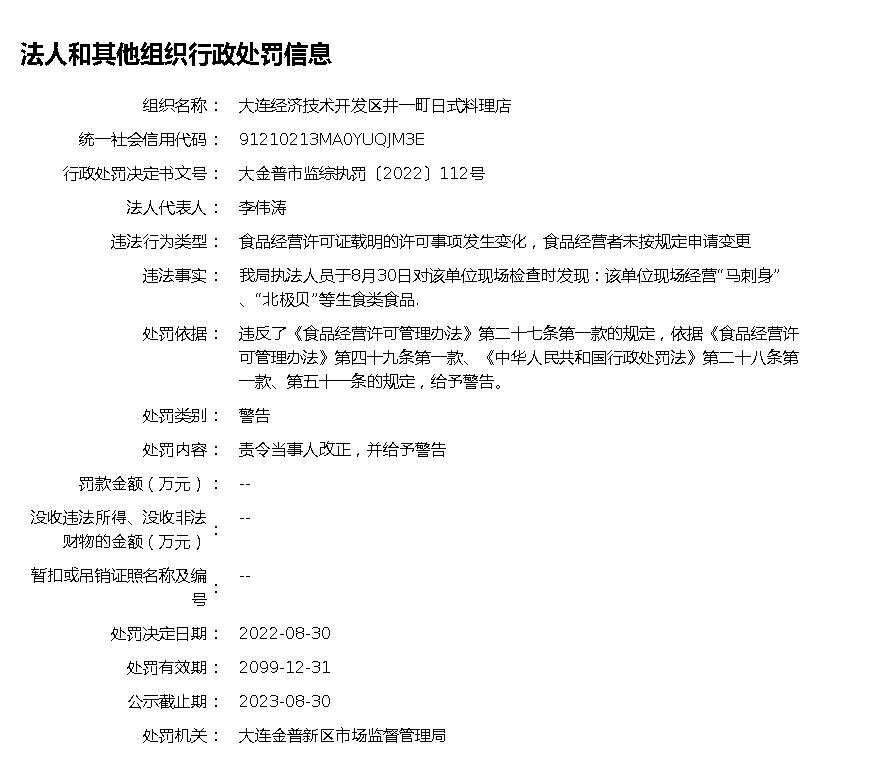 法人和其他组织行政处罚信息
组织名称： 大连经济技术开发区井一町日式料理店
统一社会信用代码： 91210213MA0YUQJM3E
行政处罚决定书文号： 大金普市监综执罚〔2022〕112号
法人代表人： 李伟涛
违法行为类型： 食品经营许可证载明的许可事项发生变化，食品经营者未按规定申请变更
违法事实： 我局执法人员于8月30日对该单位现场检查时发现：该单位现场经营“马刺身”
、“北极贝”等生食类食品.
处罚依据： 违反了《食品经营许可管理办法》第二十七条第一款的规定，依据《食品经营许
可管理办法》第四十九条第一款、《中华人民共和国行政处罚法》第二十八条第
一款、第五十一条的规定，给予警告。
处罚类别： 警告
处罚内容： 责令当事人改正，并给予警告
罚款金额（万元）： --
没收违法所得、没收非法
财物的金额（万元）： --
暂扣或吊销证照名称及编
号： --
处罚决定日期： 2022-08-30
处罚有效期： 2099-12-31
公示截止期： 2023-08-30
处罚机关： 大连金普新区市场监督管理局